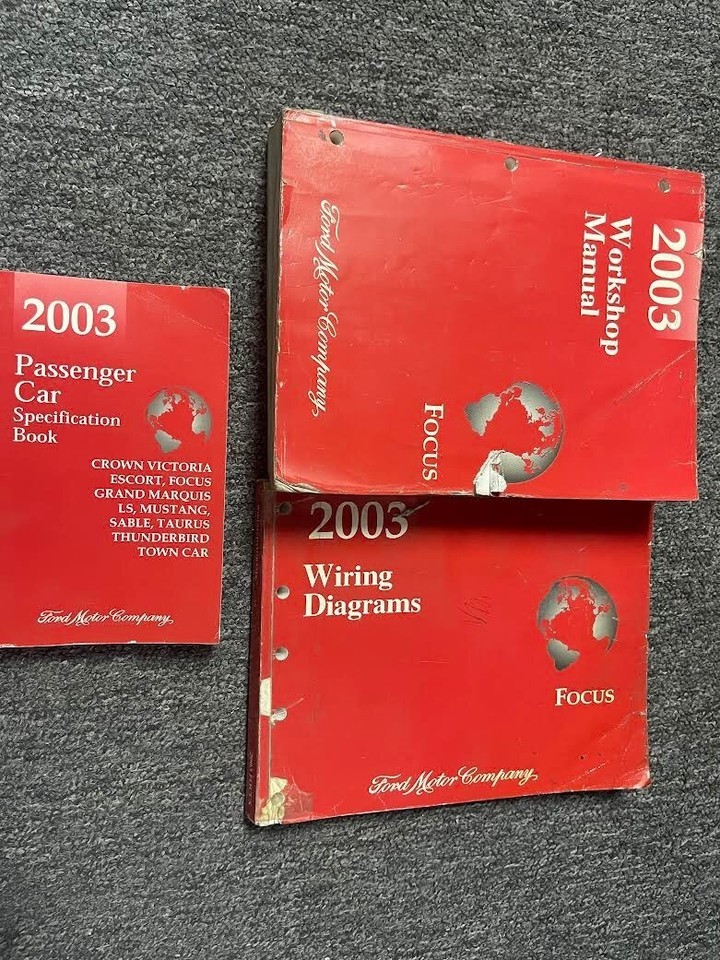 2003
Passenger
Car
Specification
Book
CROWN VICTORIA
ESCORT, FOCUS
GRAND MARQUIS
LS, MUSTANG,
SABLE, TAURUS
THUNDERBIRD
TOWN CAR
Ford Motor Company
2003
Workshop
Manual
FOCUS
Ford Motor Company
2003
Wiring
Diagrams
FOCUS
Ford Motor Company